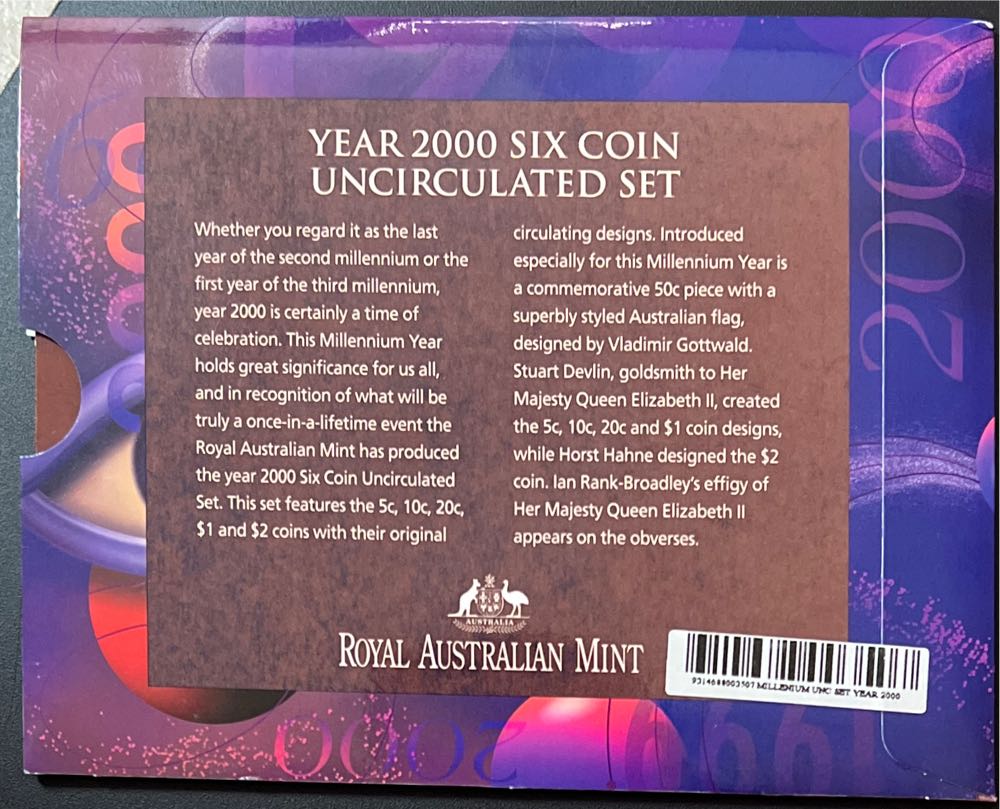 YEAR 2000 SIX COIN
UNCIRCULATED SET
Whether you regard it as the last
year of the second millennium or the
first year of the third millennium,
year 2000 is certainly a time of
celebration. This Millennium Year
holds great significance for us all,
and in recognition of what will be
truly a once-in-a-lifetime event the
Royal Australian Mint has produced
the year 2000 Six Coin Uncirculated
Set. This set features the 5c, 10c, 20c,
$1 and $2 coins with their original
circulating designs. Introduced
especially for this Millennium Year is
a commemorative 50c piece with a
superbly styled Australian flag,
designed by Vladimir Gottwald.
Stuart Devlin, goldsmith to Her
Majesty Queen Elizabeth II, created
the 5c, 10c, 20c and $1 coin designs,
while Horst Hahne designed the $2
coin. Ian Rank-Broadley's effigy of
Her Majesty Queen Elizabeth II
appears on the obverses.
AUSTRALIA
ROYAL AUSTRALIAN MINT
9314688003507 MILLENIUM UNC SET YEAR 2000
2000
2000
1999